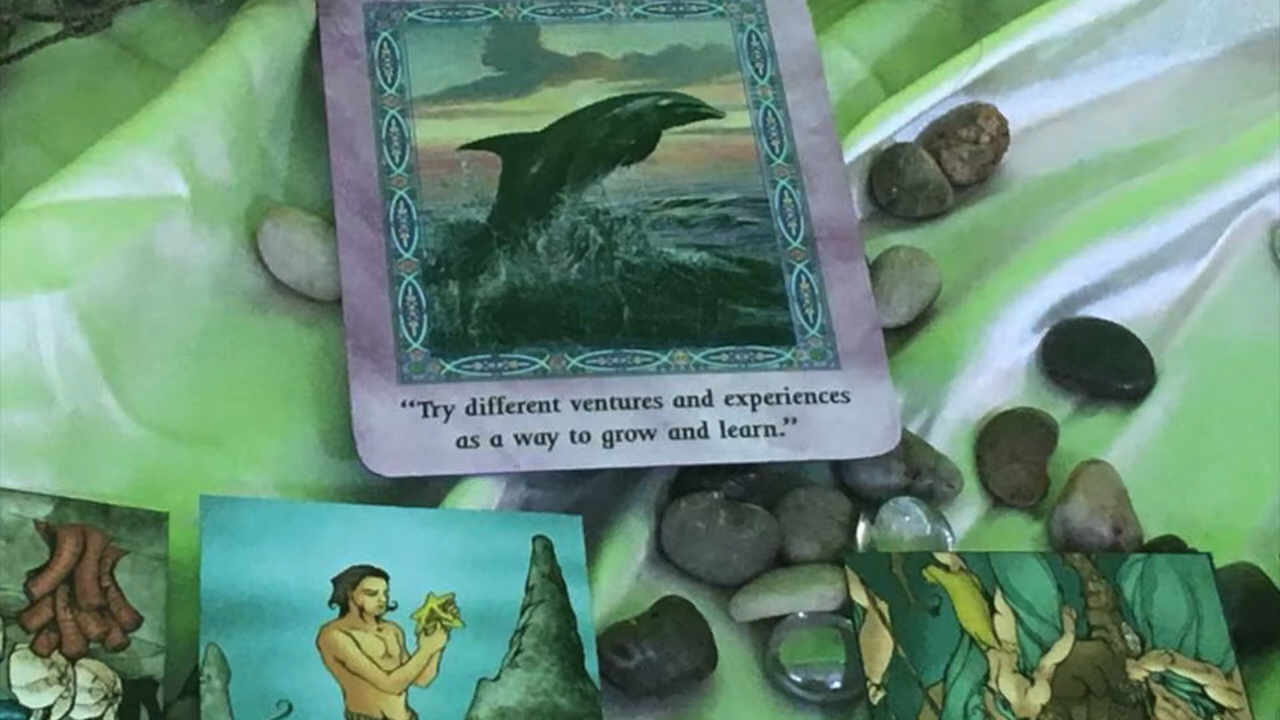 “Try different ventures and experiences
as a way to grow and learn.”